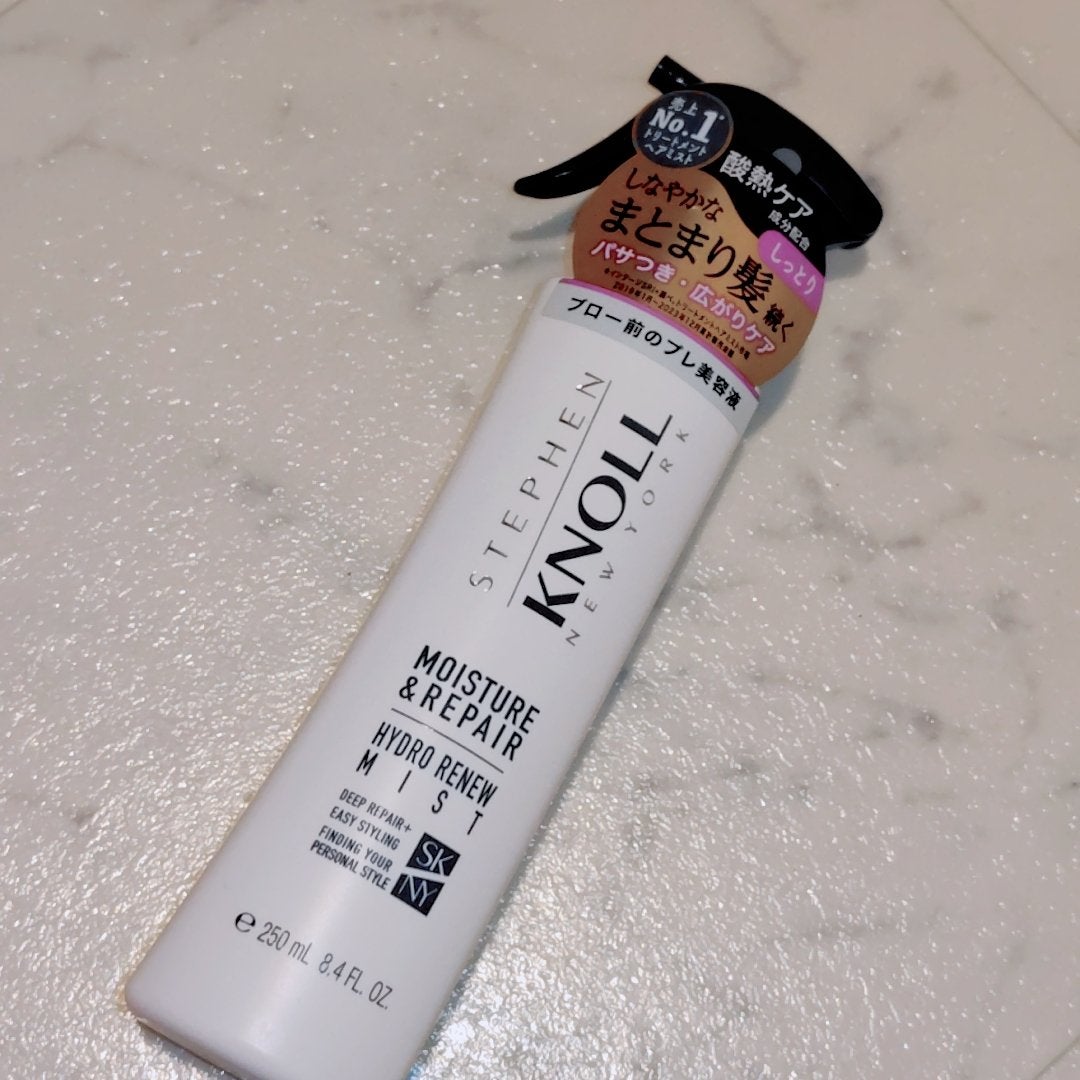 売上
No.1*
トリートメント
ヘアミスト
酸熱ケア
成分配合
しっとり
しなやかな
まとまり髪続く
パサつき・広がりケア
ブロー前のプレ美容液
STEPHEN
KNOLL
NEW YORK
MOISTURE
& REPAIR
HYDRO RENEW
MIST
DEEP REPAIR+
EASY STYLING
FINDING YOUR
PERSONAL STYLE
SK
NY
℮ 250 mL 8.4 FL. OZ.